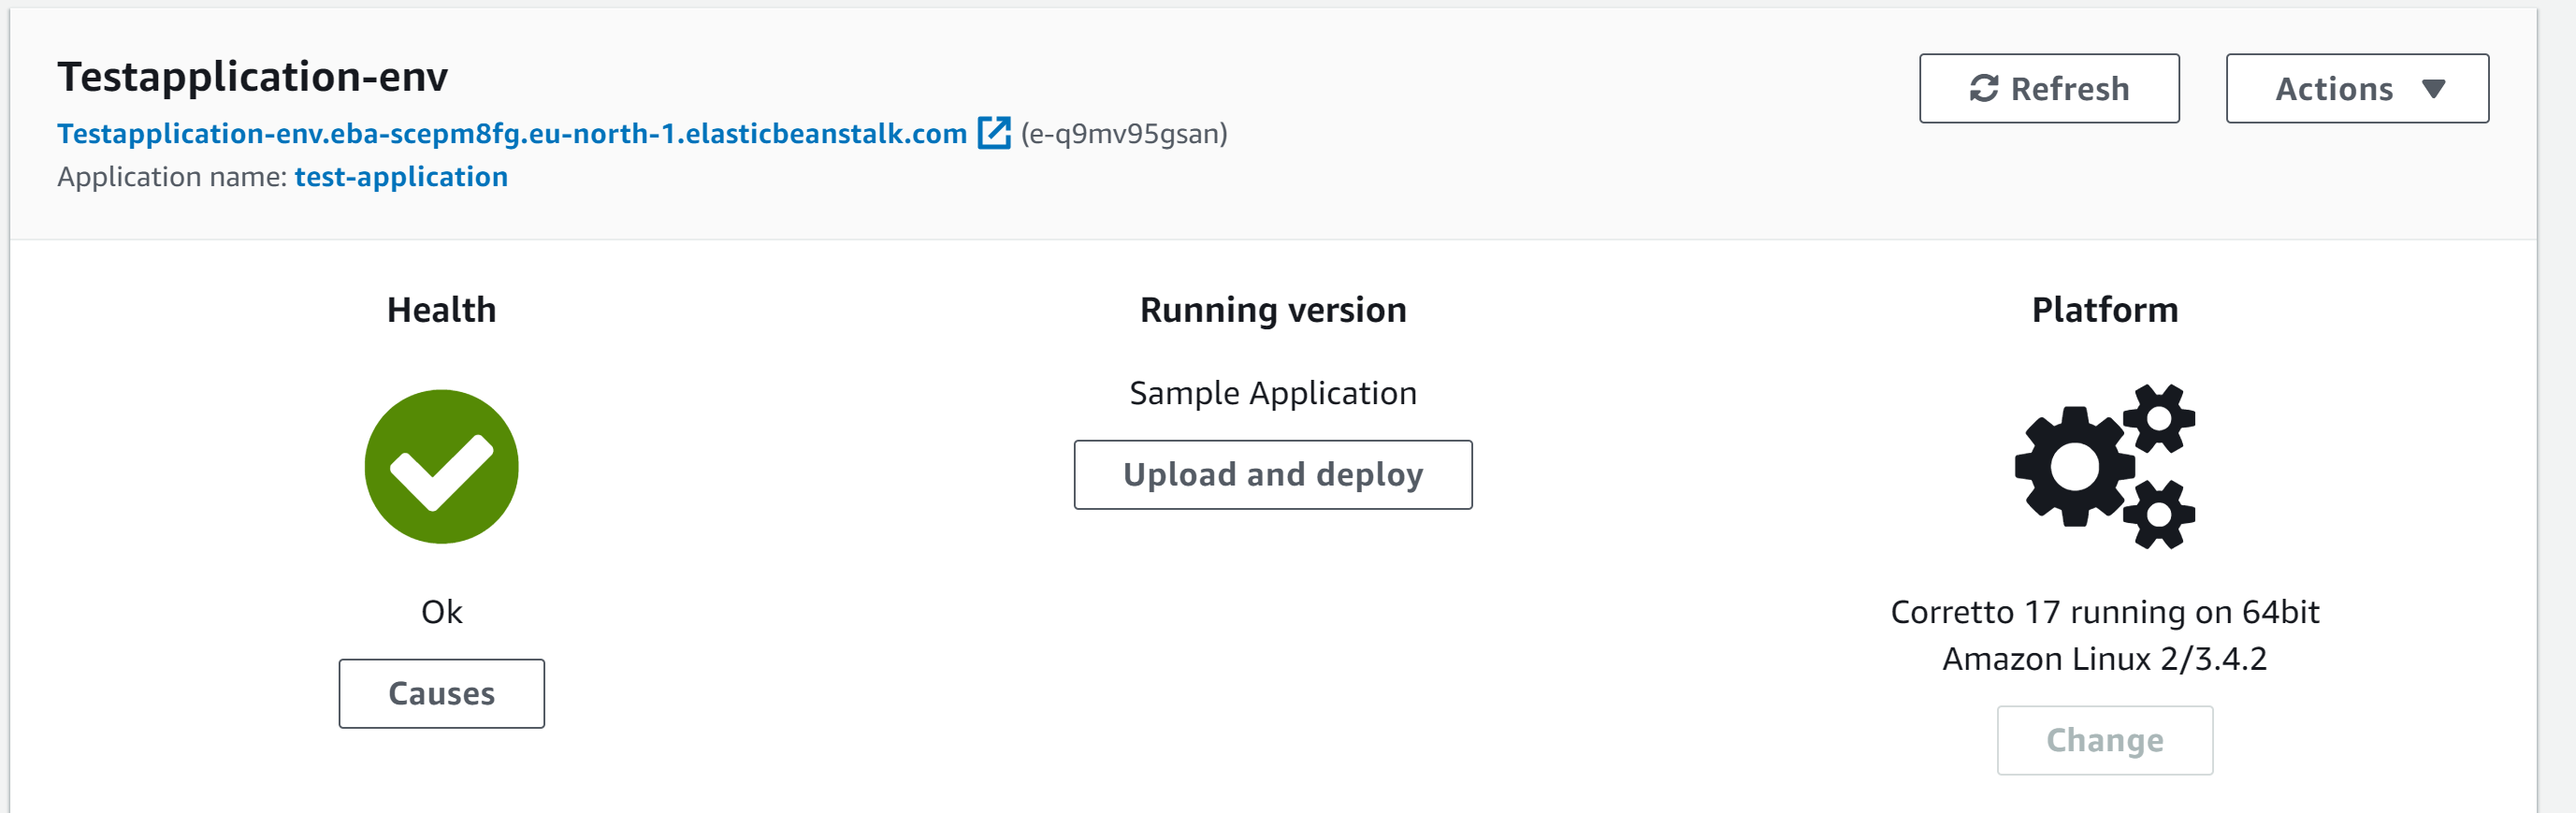 Testapplication-env
Refresh
Actions
Testapplication-env.eba-scepm8fg.eu-north-1.elasticbeanstalk.com (e-q9mv95gsan)
Application name: test-application
Health
Ok
Causes
Running version
Sample Application
Upload and deploy
Platform
Corretto 17 running on 64bit
Amazon Linux 2/3.4.2
Change